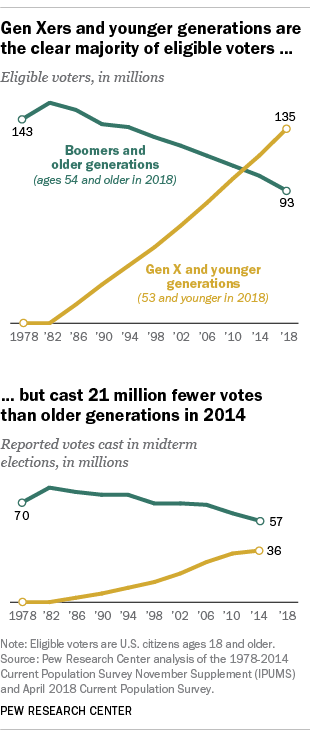 Gen Xers and younger generations are
the clear majority of eligible voters ...
Eligible voters, in millions
135
143
Boomers and
older generations
(ages 54 and older in 2018)
93
Gen X and younger
generations
(53 and younger in 2018)
1978 '82 '86 '90 '94 '98 '02 '06 '10 '14 '18
... but cast 21 million fewer votes
than older generations in 2014
Reported votes cast in midterm
elections, in millions
70
57
36
1978 '82 '86 '90 '94 '98 '02 '06 '10 '14 '18
Note: Eligible voters are U.S. citizens ages 18 and older.
Source: Pew Research Center analysis of the 1978-2014
Current Population Survey November Supplement (IPUMS)
and April 2018 Current Population Survey.
PEW RESEARCH CENTER